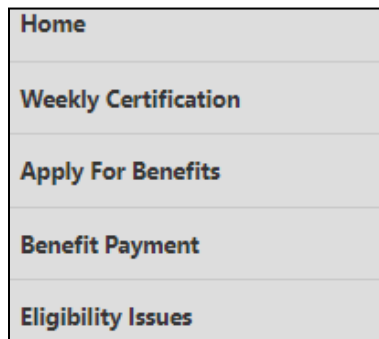 Home
Weekly Certification
Apply For Benefits
Benefit Payment
Eligibility Issues